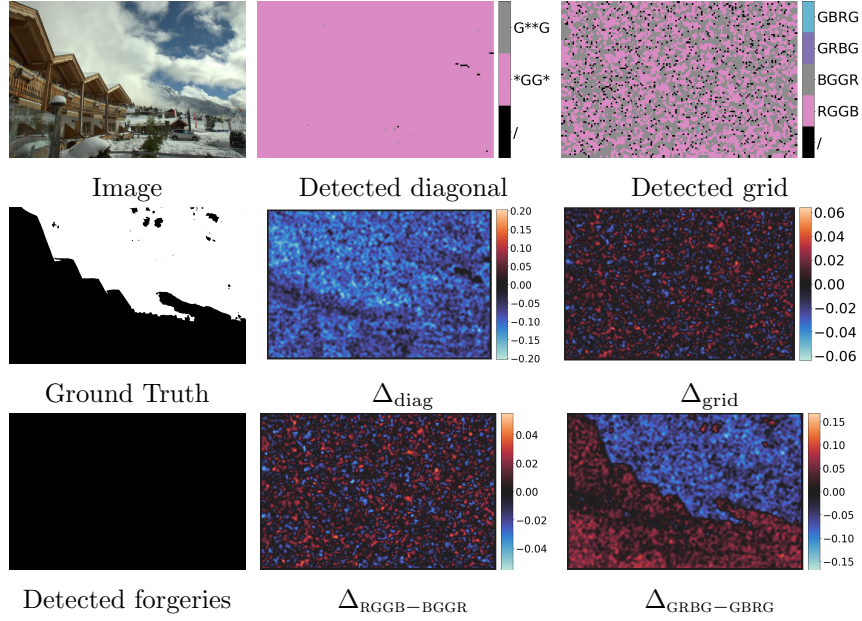 G**G
*GG*
/
GBRG
GRBG
BGGR
RGGB
/
Image
Detected diagonal
Detected grid
0.20
0.15
0.10
0.05
0.00
−0.05
−0.10
−0.15
−0.20
0.06
0.04
0.02
0.00
−0.02
−0.04
−0.06
Ground Truth
Δdiag
Δgrid
0.04
0.02
0.00
−0.02
−0.04
0.15
0.10
0.05
0.00
−0.05
−0.10
−0.15
Detected forgeries
ΔRGGB−BGGR
ΔGRBG−GBRG